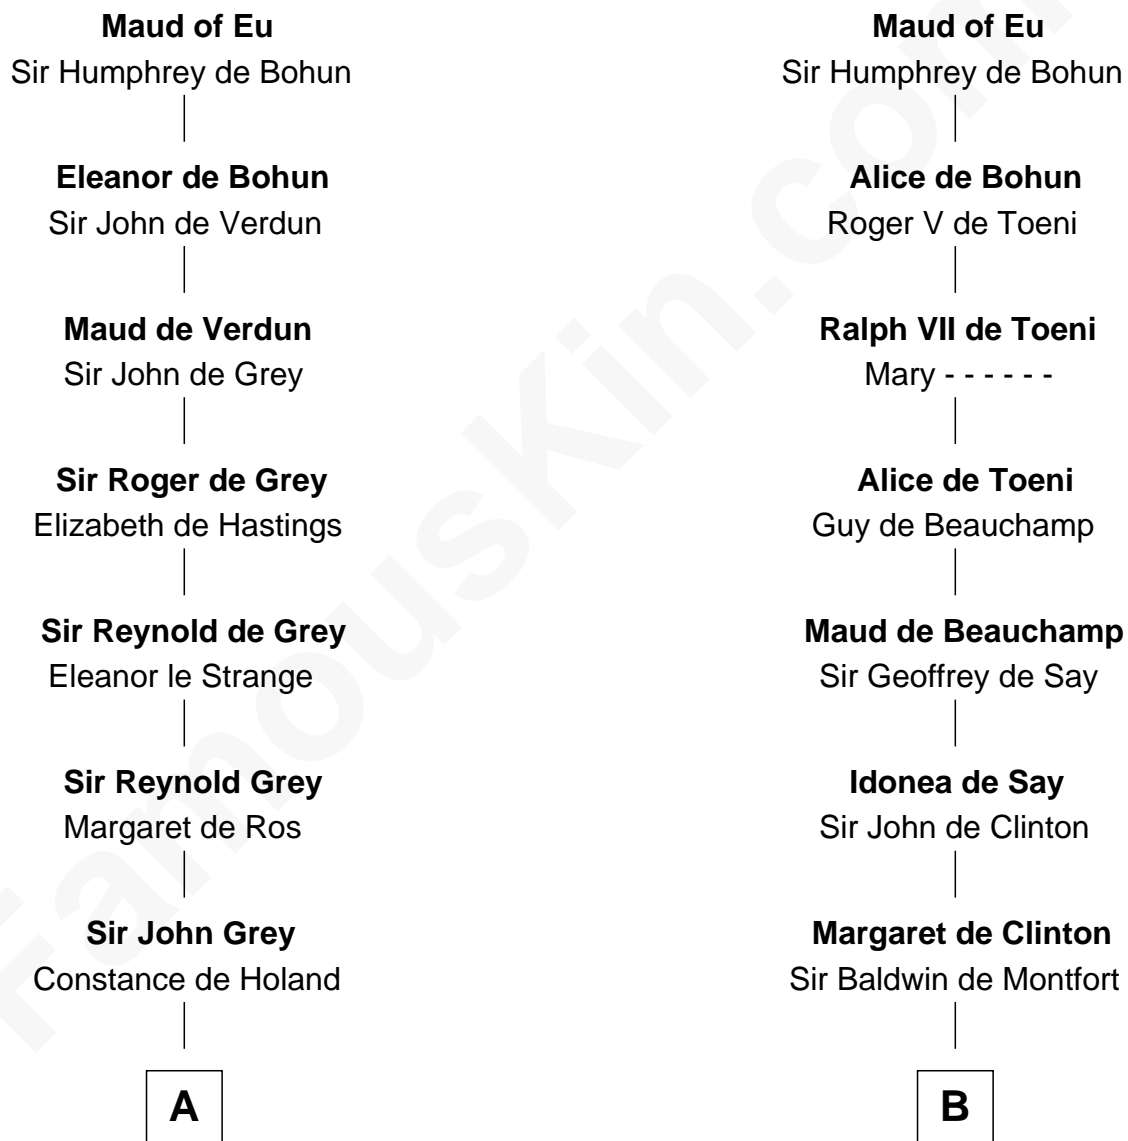 Maud of Eu
Sir Humphrey de Bohun
Eleanor de Bohun
Sir John de Verdun
Maud de Verdun
Sir John de Grey
Sir Roger de Grey
Elizabeth de Hastings
Sir Reynold de Grey
Eleanor le Strange
Sir Reynold Grey
Margaret de Ros
Sir John Grey
Constance de Holand
A
Maud of Eu
Sir Humphrey de Bohun
Alice de Bohun
Roger V de Toeni
Ralph VII de Toeni
Mary - - - - - -
Alice de Toeni
Guy de Beauchamp
Maud de Beauchamp
Sir Geoffrey de Say
Idonea de Say
Sir John de Clinton
Margaret de Clinton
Sir Baldwin de Montfort
B
FamousKin.com